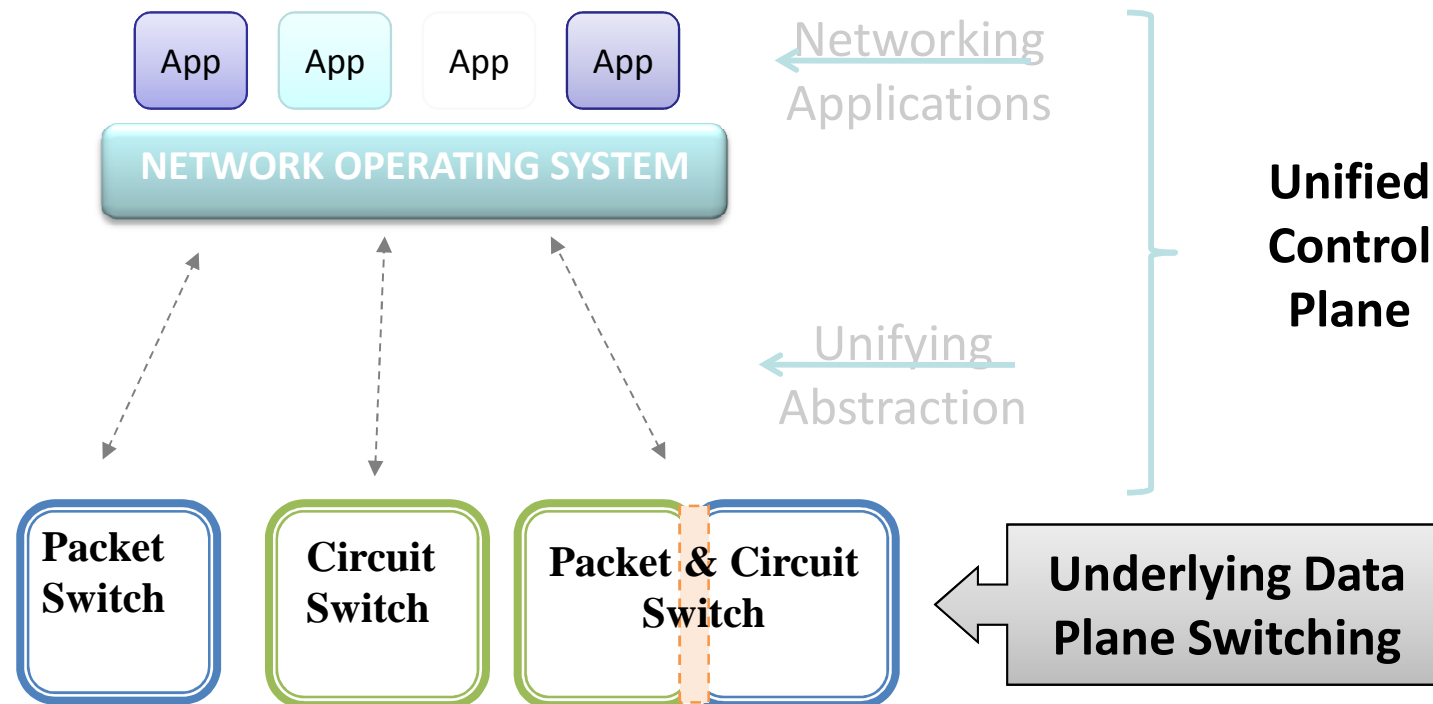 App App App App
Networking
Applications
NETWORK OPERATING SYSTEM
Unified
Control
Plane
Unifying
Abstraction
Packet
Switch
Circuit
Switch
Packet & Circuit
Switch
Underlying Data
Plane Switching